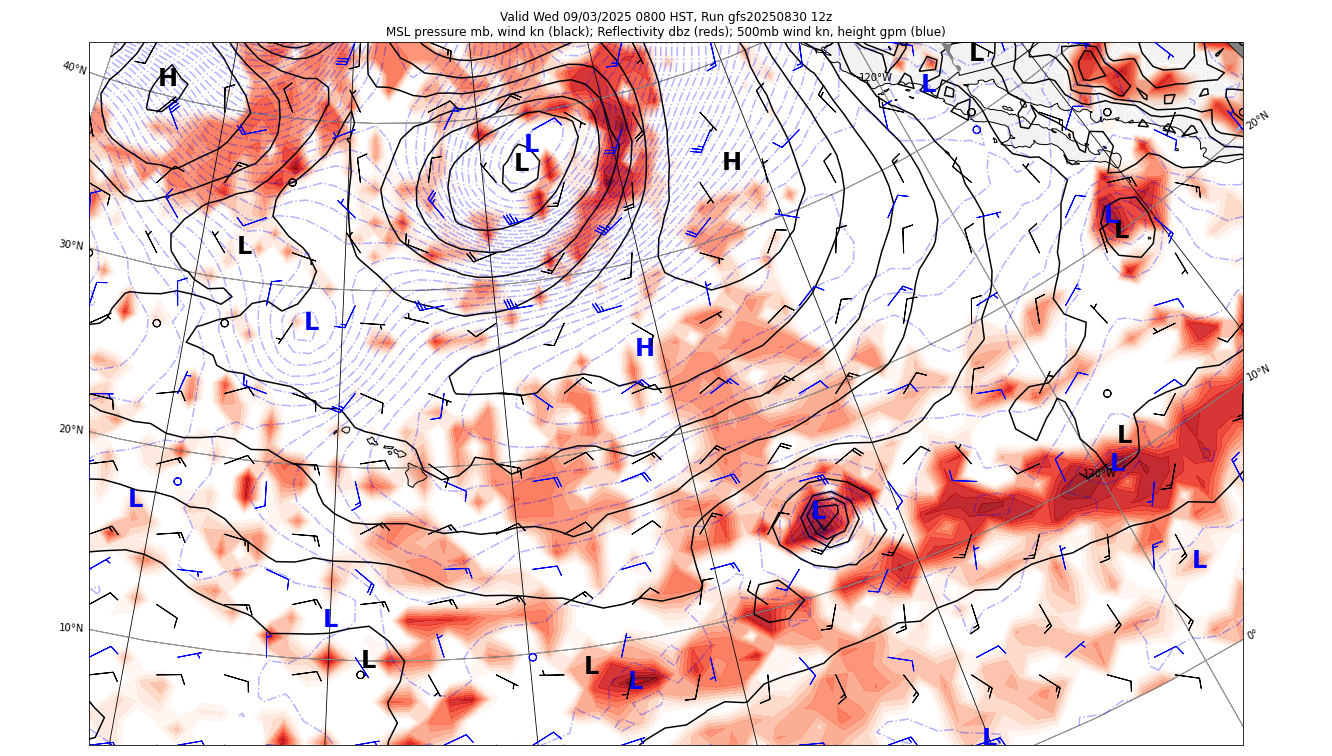 Valid Wed 09/03/2025 0800 HST, Run gfs20250830 12z
MSL pressure mb, wind kn (black); Reflectivity dbz (reds); 500mb wind kn, height gpm (blue)
L
40°N
H
120°W
L
20°N
L
L
H
L
L
30°N
L
L
H
10°N
20°N
L
L
120°W
L
L
L
10°N
L
0°
L
L
L
L